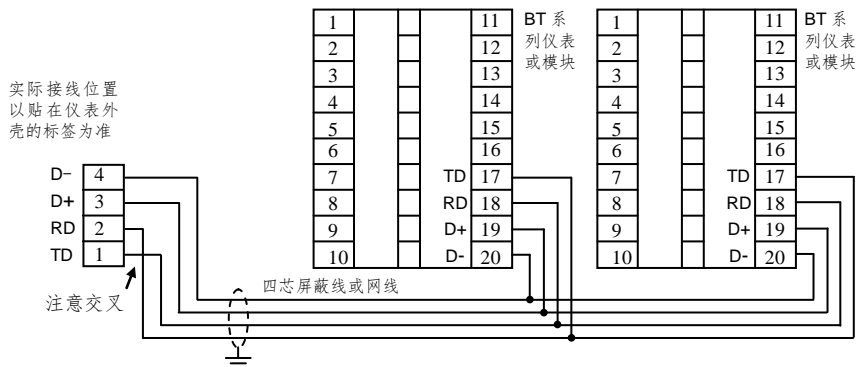 1 11 BT 系
2 12 列仪表
3 13 或模块
4 14
5 15
6 16
7 TD 17
8 RD 18
9 D+ 19
10 D- 20
1 11 BT 系
2 12 列仪表
3 13 或模块
4 14
5 15
6 16
7 TD 17
8 RD 18
9 D+ 19
10 D- 20
实际接线位置
以贴在仪表外
壳的标签为准
D− 4
D+ 3
RD 2
TD 1
注意交叉
四芯屏蔽线或网线